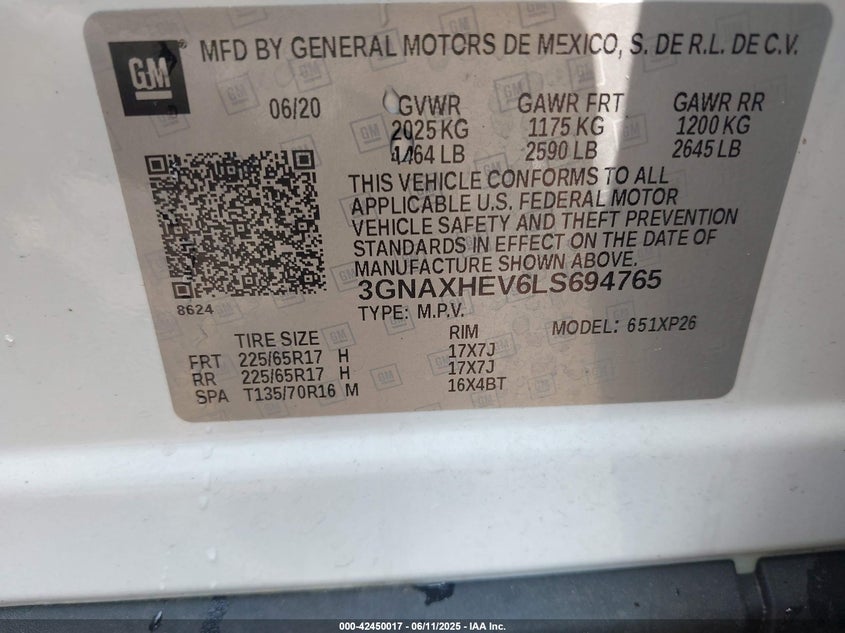 GM
MFD BY GENERAL MOTORS DE MEXICO, S. DE R.L. DE C.V.
06/20 GVWR GAWR FRT GAWR RR
2025 KG 1175 KG 1200 KG
4464 LB 2590 LB 2645 LB
THIS VEHICLE CONFORMS TO ALL
APPLICABLE U.S. FEDERAL MOTOR
VEHICLE SAFETY AND THEFT PREVENTION
STANDARDS IN EFFECT ON THE DATE OF
MANUFACTURE SHOWN ABOVE.
3GNAXHEV6LS694765
8624
TYPE: M.P.V.
MODEL: 651XP26
TIRE SIZE RIM
FRT 225/65R17 H 17X7J
RR 225/65R17 H 17X7J
SPA T135/70R16 M 16X4BT
000-42450017 - 06/11/2025 - IAA Inc.